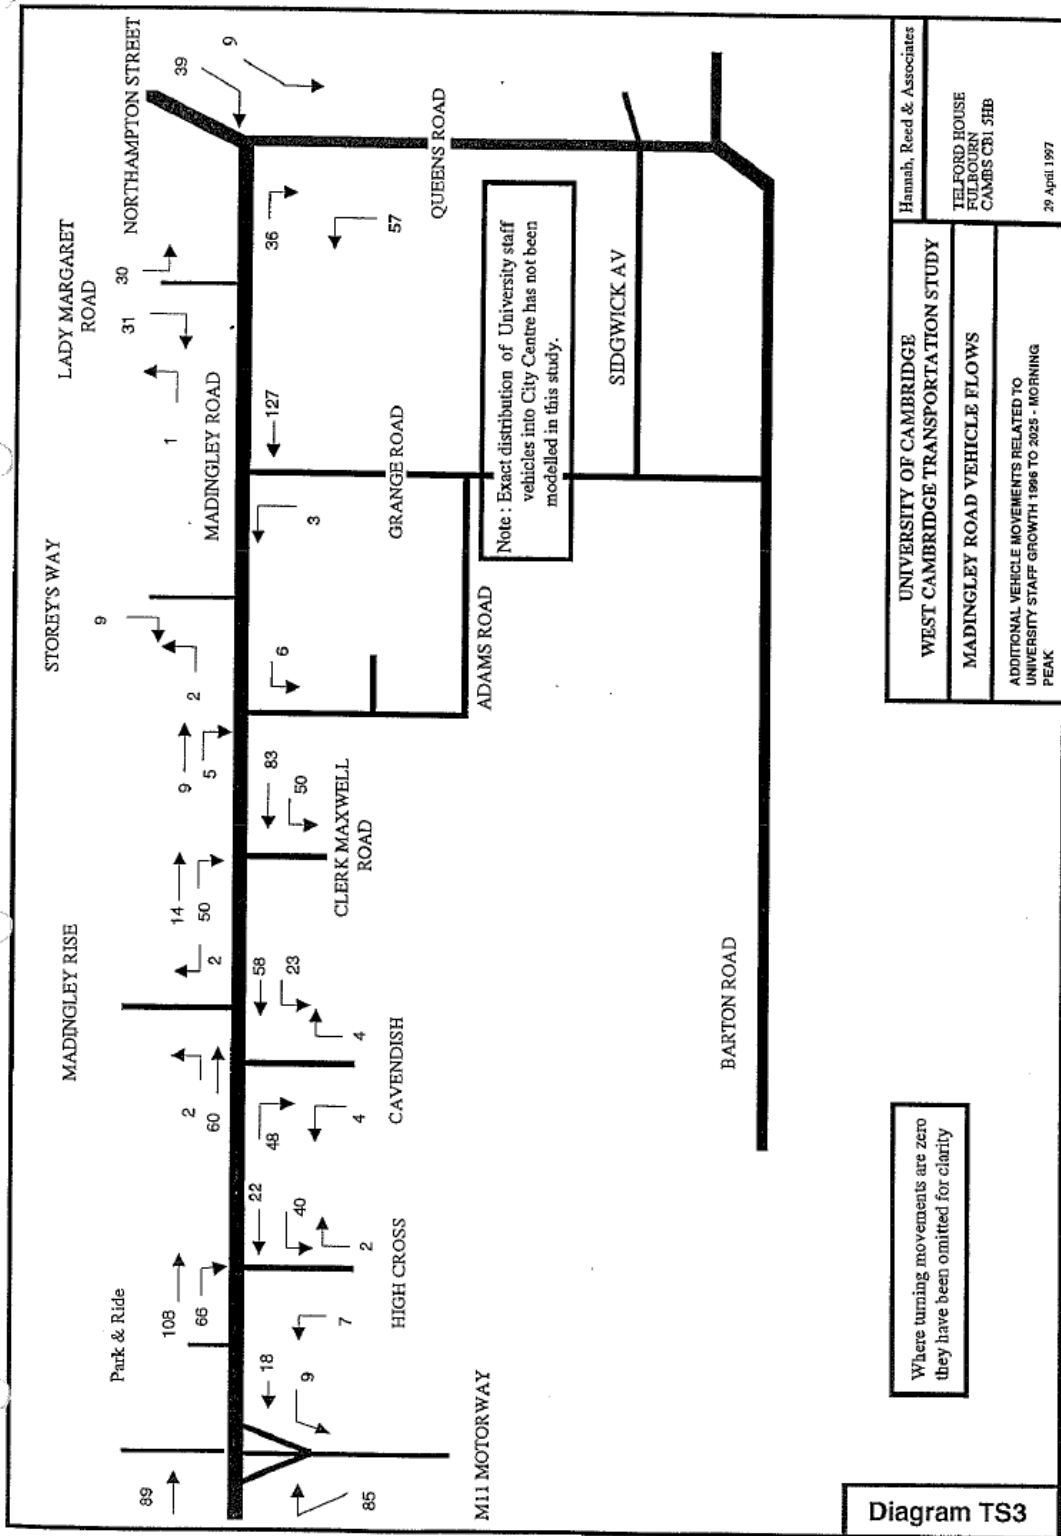 LADY MARGARET
ROAD
STOREY'S WAY
MADINGLEY RISE
Park & Ride
NORTHAMPTON STREET
89
108
66
2
60
2
14
50
9
5
2
9
1
31
30
39
9
MADINGLEY ROAD
18
9
85
7
22
40
2
48
4
58
23
4
83
50
6
3
127
36
57
M11 MOTORWAY
HIGH CROSS
CAVENDISH
CLERK MAXWELL
ROAD
ADAMS ROAD
GRANGE ROAD
QUEENS ROAD
Note : Exact distribution of University staff
vehicles into City Centre has not been
modelled in this study.
SIDGWICK AV
BARTON ROAD
Where turning movements are zero
they have been omitted for clarity
UNIVERSITY OF CAMBRIDGE
WEST CAMBRIDGE TRANSPORTATION STUDY
MADINGLEY ROAD VEHICLE FLOWS
ADDITIONAL VEHICLE MOVEMENTS RELATED TO
UNIVERSITY STAFF GROWTH 1996 TO 2025 - MORNING
PEAK
Hannah, Reed & Associates
TELFORD HOUSE
FULBOURN
CAMBS CB1 5HB
29 April 1997
Diagram TS3